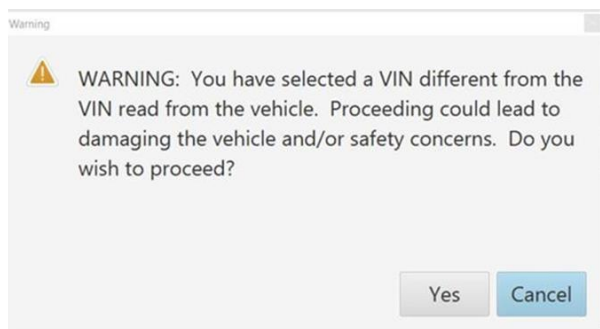 Warning
WARNING: You have selected a VIN different from the
VIN read from the vehicle. Proceeding could lead to
damaging the vehicle and/or safety concerns. Do you
wish to proceed?
Yes
Cancel